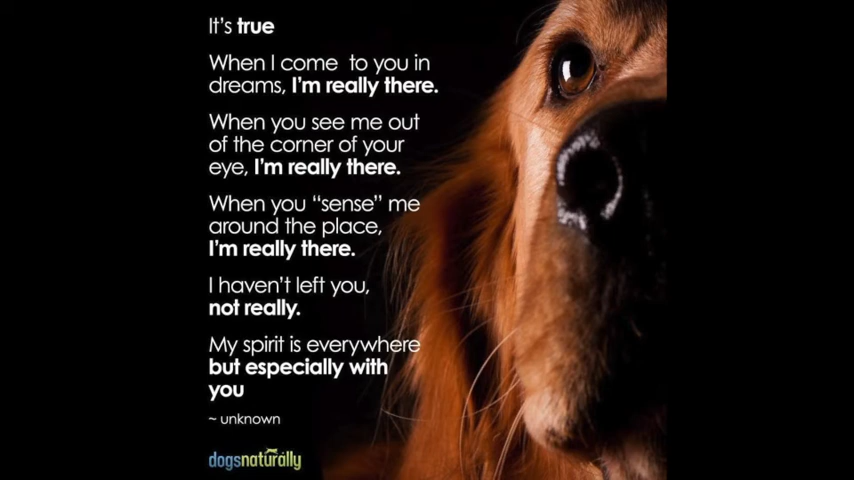 It's true
When I come  to you in
dreams, I'm really there.
When you see me out
of the corner of your
eye, I'm really there.
When you “sense” me
around the place,
I'm really there.
I haven't left you,
not really.
My spirit is everywhere
but especially with
you
~ unknown
dogsnaturally